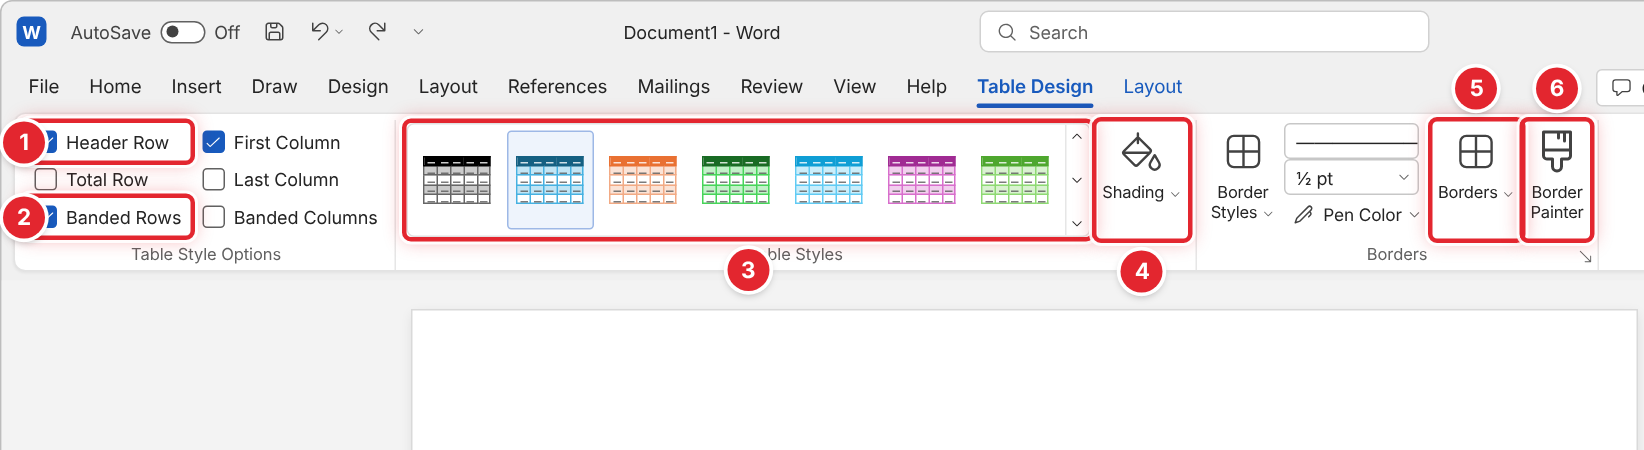 W AutoSave Off Document1 - Word Search
File Home Insert Draw Design Layout References Mailings Review View Help Table Design Layout
5 6
1 Header Row First Column
Total Row Last Column
2 Banded Rows Banded Columns
Table Style Options
ble Styles
3
Shading
4
Border
Styles
½ pt
Pen Color
Borders
Border
Painter
Borders